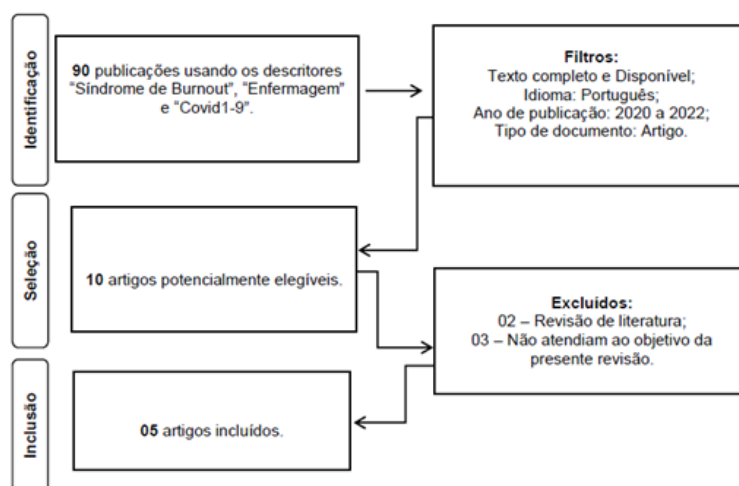 Identificação
90 publicações usando os descritores
“Síndrome de Burnout”, “Enfermagem”
e “Covid1-9”.
Filtros:
Texto completo e Disponível;
Idioma: Português;
Ano de publicação: 2020 a 2022;
Tipo de documento: Artigo.
Seleção
10 artigos potencialmente elegíveis.
Excluídos:
02 – Revisão de literatura;
03 – Não atendiam ao objetivo da
presente revisão.
Inclusão
05 artigos incluídos.